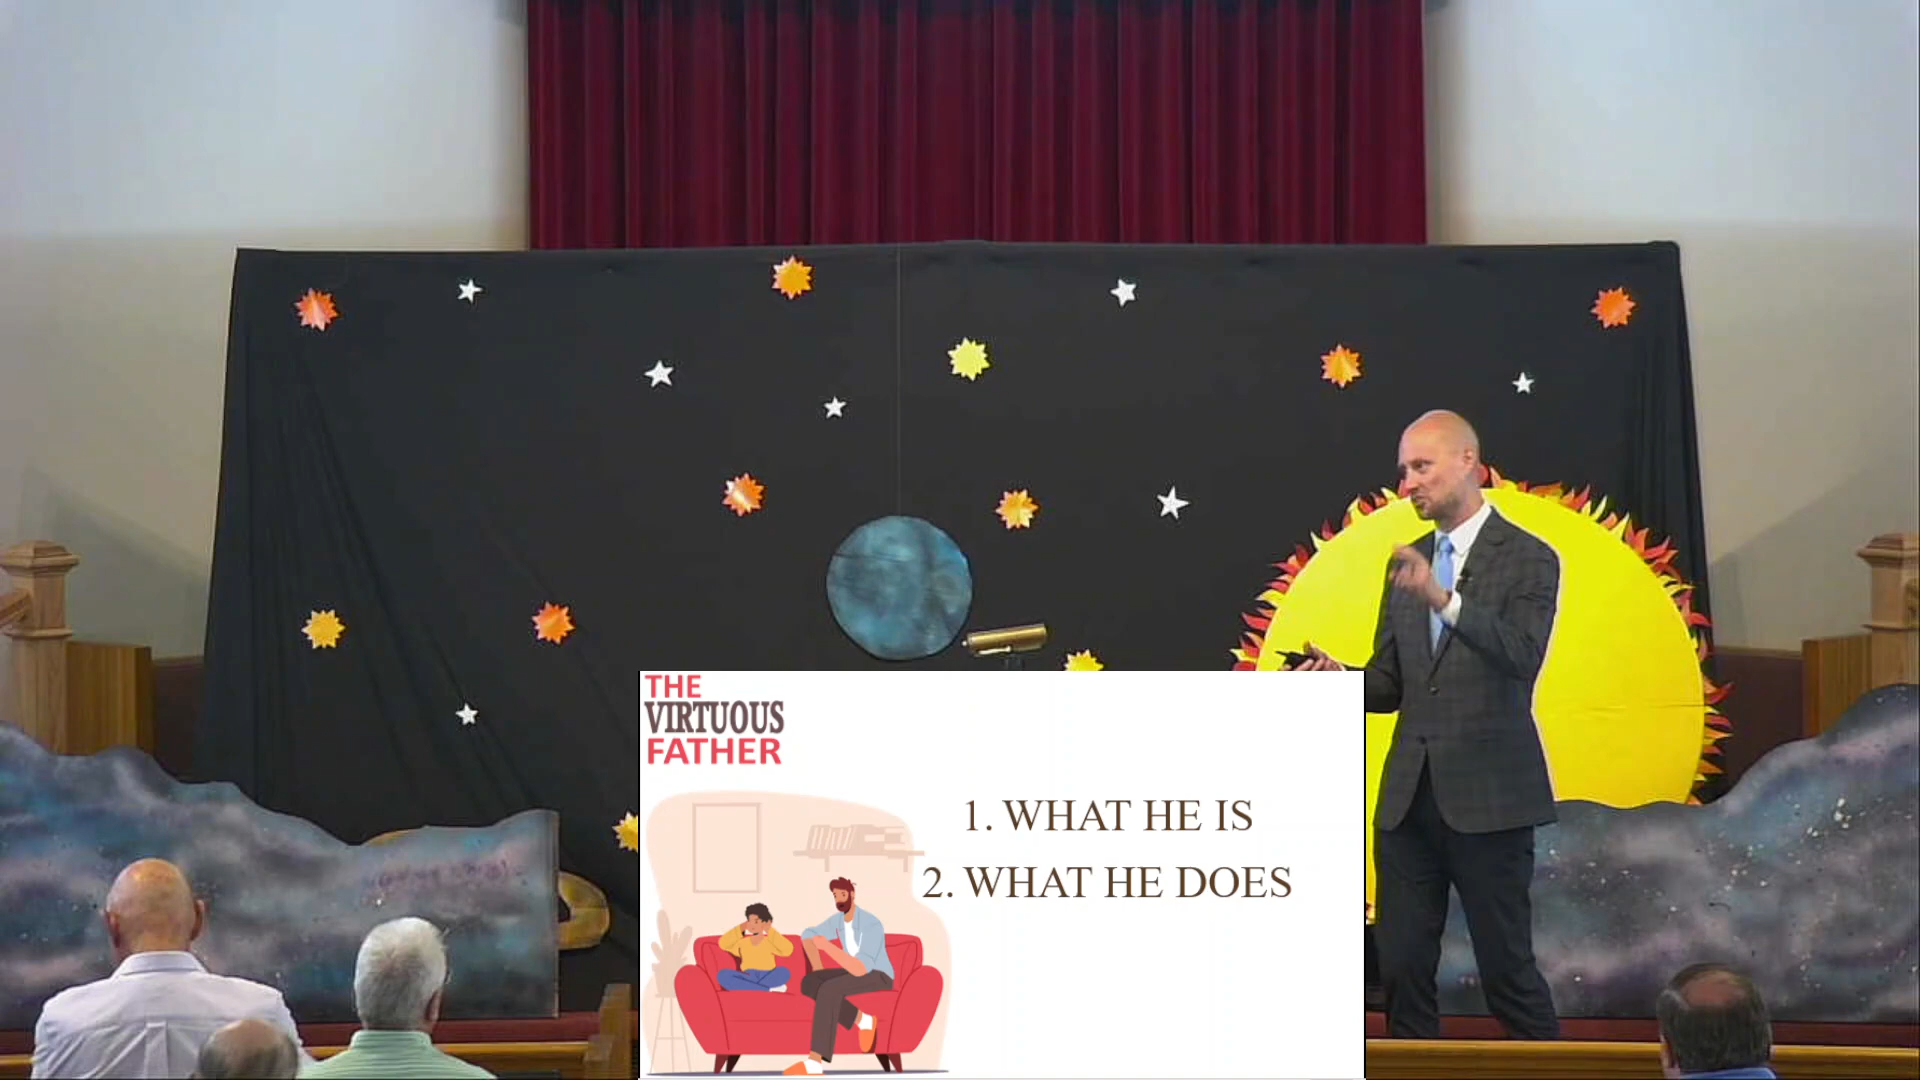 THE
VIRTUOUS
FATHER
1. WHAT HE IS
2. WHAT HE DOES